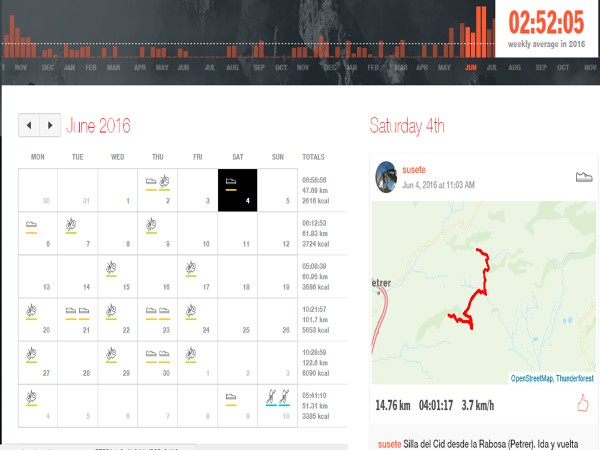 02:52:05
weekly average in 2016
NOV DEC JAN FEB MAR APR MAY JUN JUL AUG SEP OCT NOV DEC JAN FEB MAR APR MAY JUN JUL AUG SEP OCT NOV
June 2016
Saturday 4th
MON TUE WED THU FRI SAT SUN TOTALS
susete
Jun 4, 2016 at 11:03 AM
06:58:56
47.69 km
30 31 1 2 3 4 5 2616 kcal
06:12:53
61.83 km
6 7 8 9 10 11 12 3724 kcal
05:08:39
60.95 km
13 14 15 16 17 18 19 3686 kcal
etrer
10:21:57
101.7 km
20 21 22 23 24 25 26 5653 kcal
10:28:59
122.6 km
27 28 29 30 1 2 3 6090 kcal
OpenStreetMap, Thunderforest
05:41:10
51.31 km
4 5 6 7 8 9 10 3385 kcal
14.76 km 04:01:17 3.7 km/h
susete Silla del Cid desde la Rabosa (Petrer). Ida y vuelta